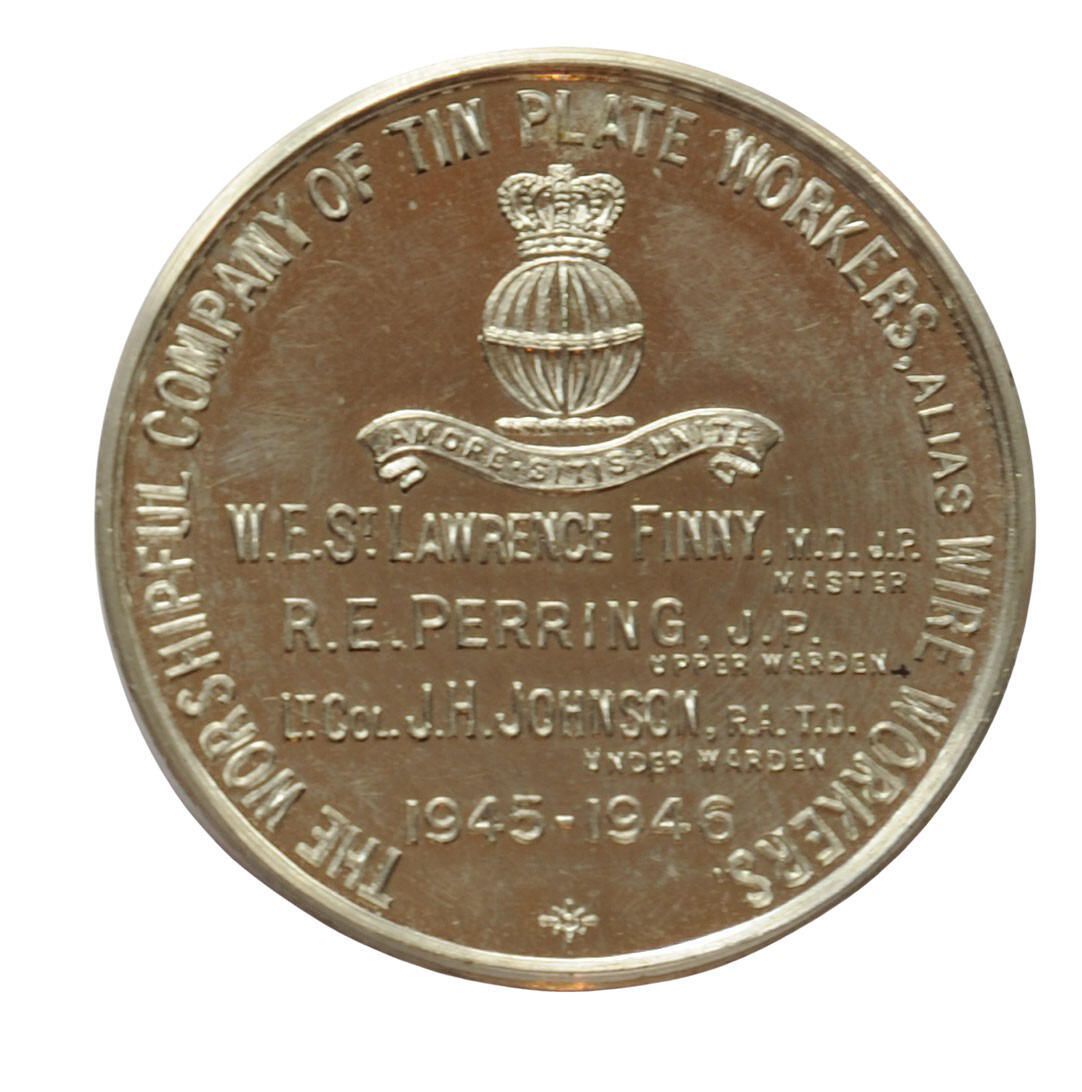 THE WORSHIPFUL COMPANY OF TIN PLATE WORKERS, ALIAS WIRE WORKERS.
AMORE·SITIS·UNITE
W.E. ST LAWRENCE FINNY, M.D. J.P.
MASTER
R.E. PERRING, J.P.
UPPER WARDEN
LT COL. J.H. JOHNSON, R.A. T.D.
UNDER WARDEN
1945-1946